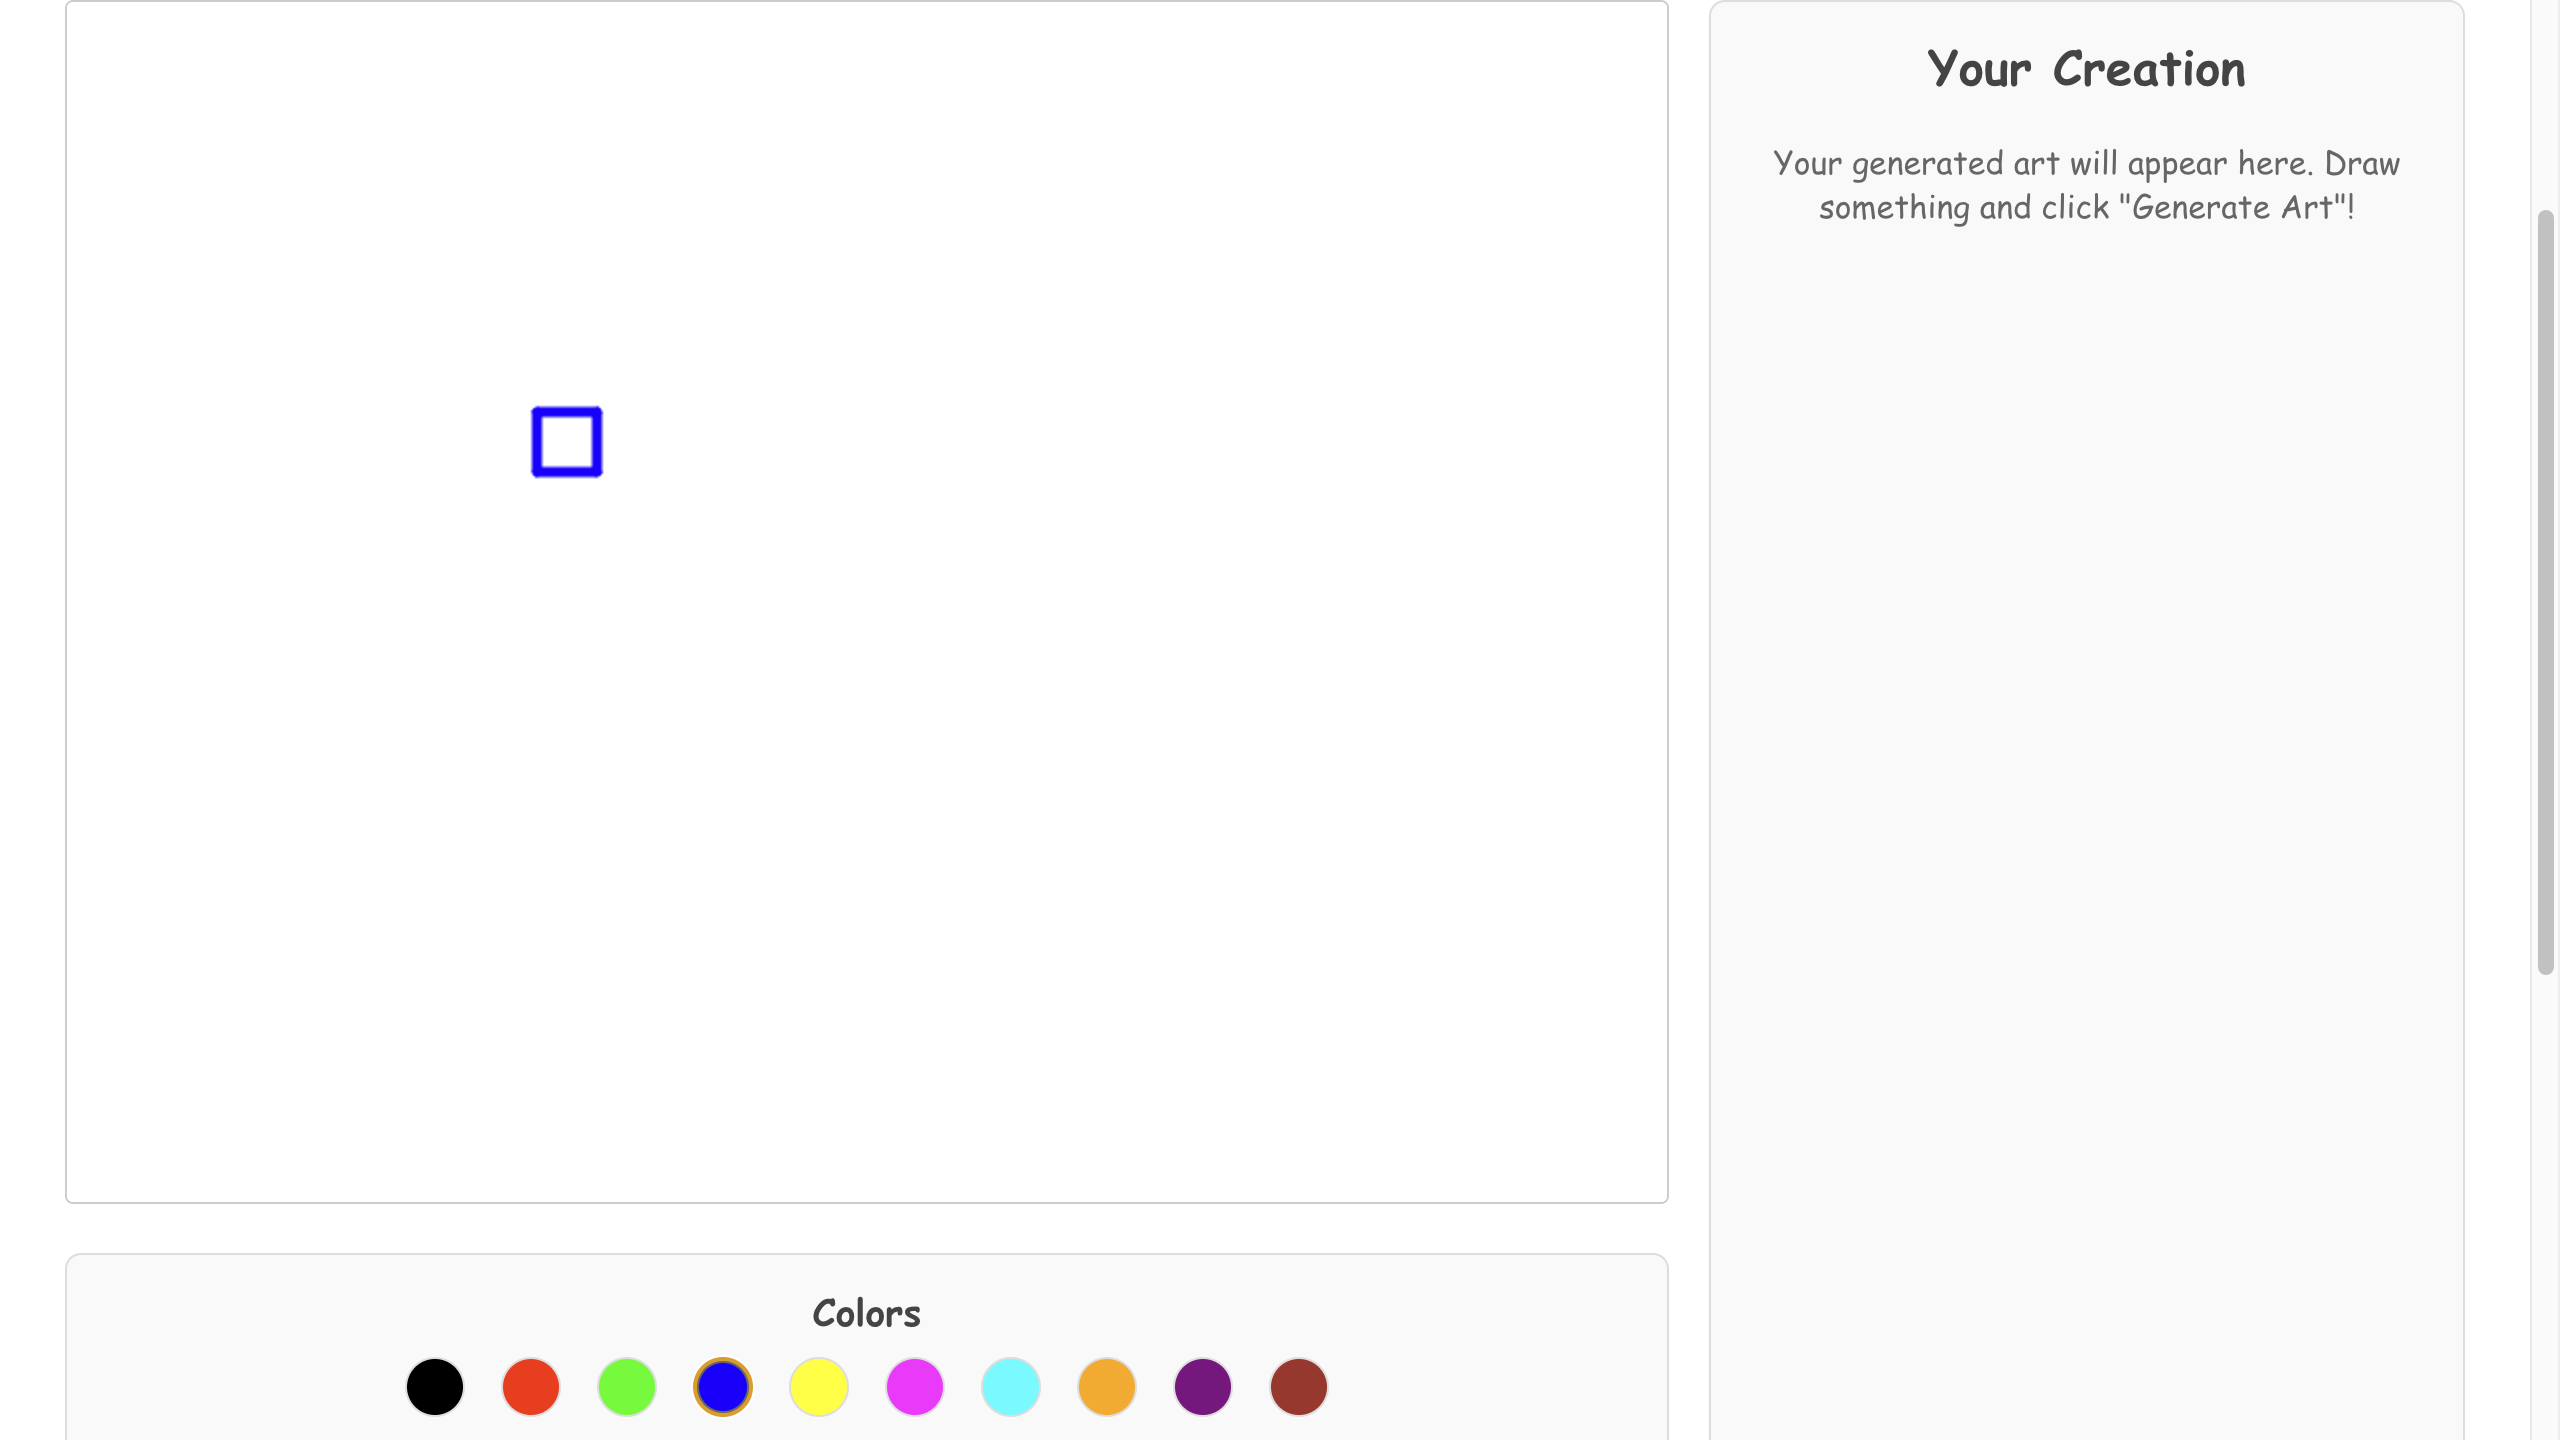 Your Creation
Your generated art will appear here. Draw
something and click "Generate Art"!
Colors